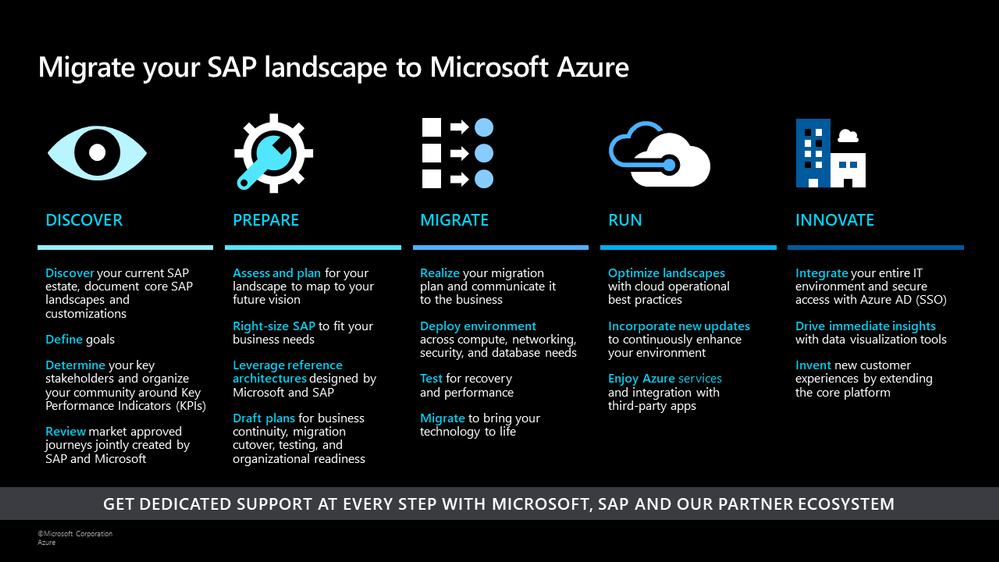 Migrate your SAP landscape to Microsoft Azure
DISCOVER
Discover your current SAP
estate, document core SAP
landscapes and
customizations
Define goals
Determine your key
stakeholders and organize
your community around Key
Performance Indicators (KPIs)
Review market approved
journeys jointly created by
SAP and Microsoft
PREPARE
Assess and plan for your
landscape to map to your
future vision
Right-size SAP to fit your
business needs
Leverage reference
architectures designed by
Microsoft and SAP
Draft plans for business
continuity, migration
cutover, testing, and
organizational readiness
MIGRATE
Realize your migration
plan and communicate it
to the business
Deploy environment
across compute, networking,
security, and database needs
Test for recovery
and performance
Migrate to bring your
technology to life
RUN
Optimize landscapes
with cloud operational
best practices
Incorporate new updates
to continuously enhance
your environment
Enjoy Azure services
and integration with
third-party apps
INNOVATE
Integrate your entire IT
environment and secure
access with Azure AD (SSO)
Drive immediate insights
with data visualization tools
Invent new customer
experiences by extending
the core platform
GET DEDICATED SUPPORT AT EVERY STEP WITH MICROSOFT, SAP AND OUR PARTNER ECOSYSTEM
©Microsoft Corporation
Azure